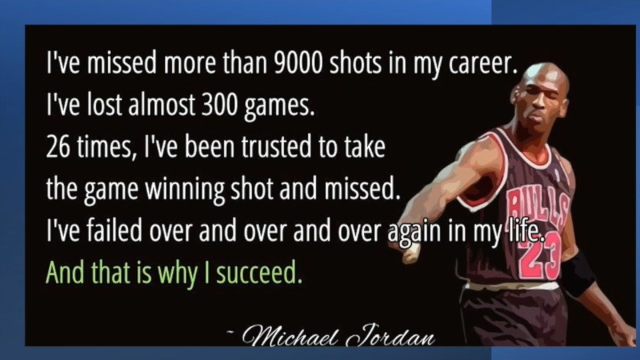 I've missed more than 9000 shots in my career.
I've lost almost 300 games.
26 times, I've been trusted to take
the game winning shot and missed.
I've failed over and over and over again in my life.
And that is why I succeed.
BULLS
23
~ Michael Jordan